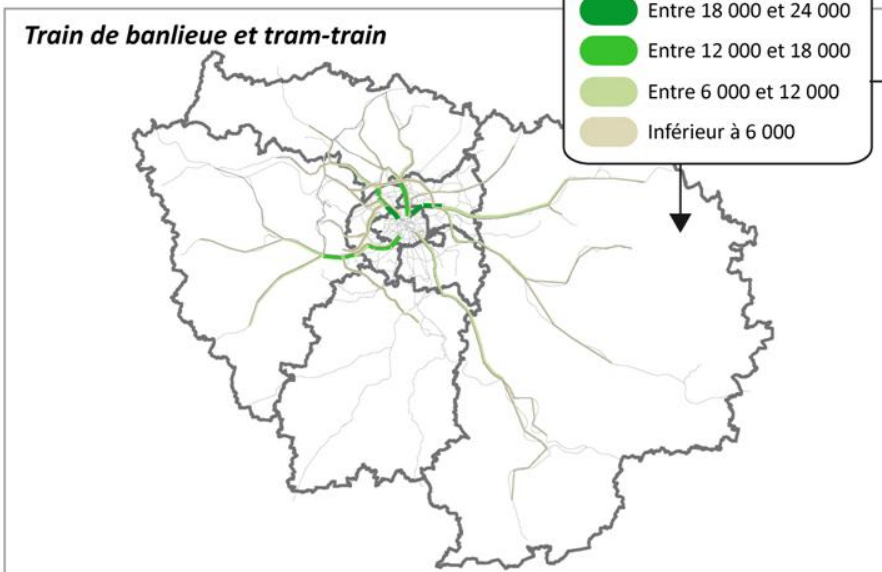 Train de banlieue et tram-train
Entre 18 000 et 24 000
Entre 12 000 et 18 000
Entre 6 000 et 12 000
Inférieur à 6 000